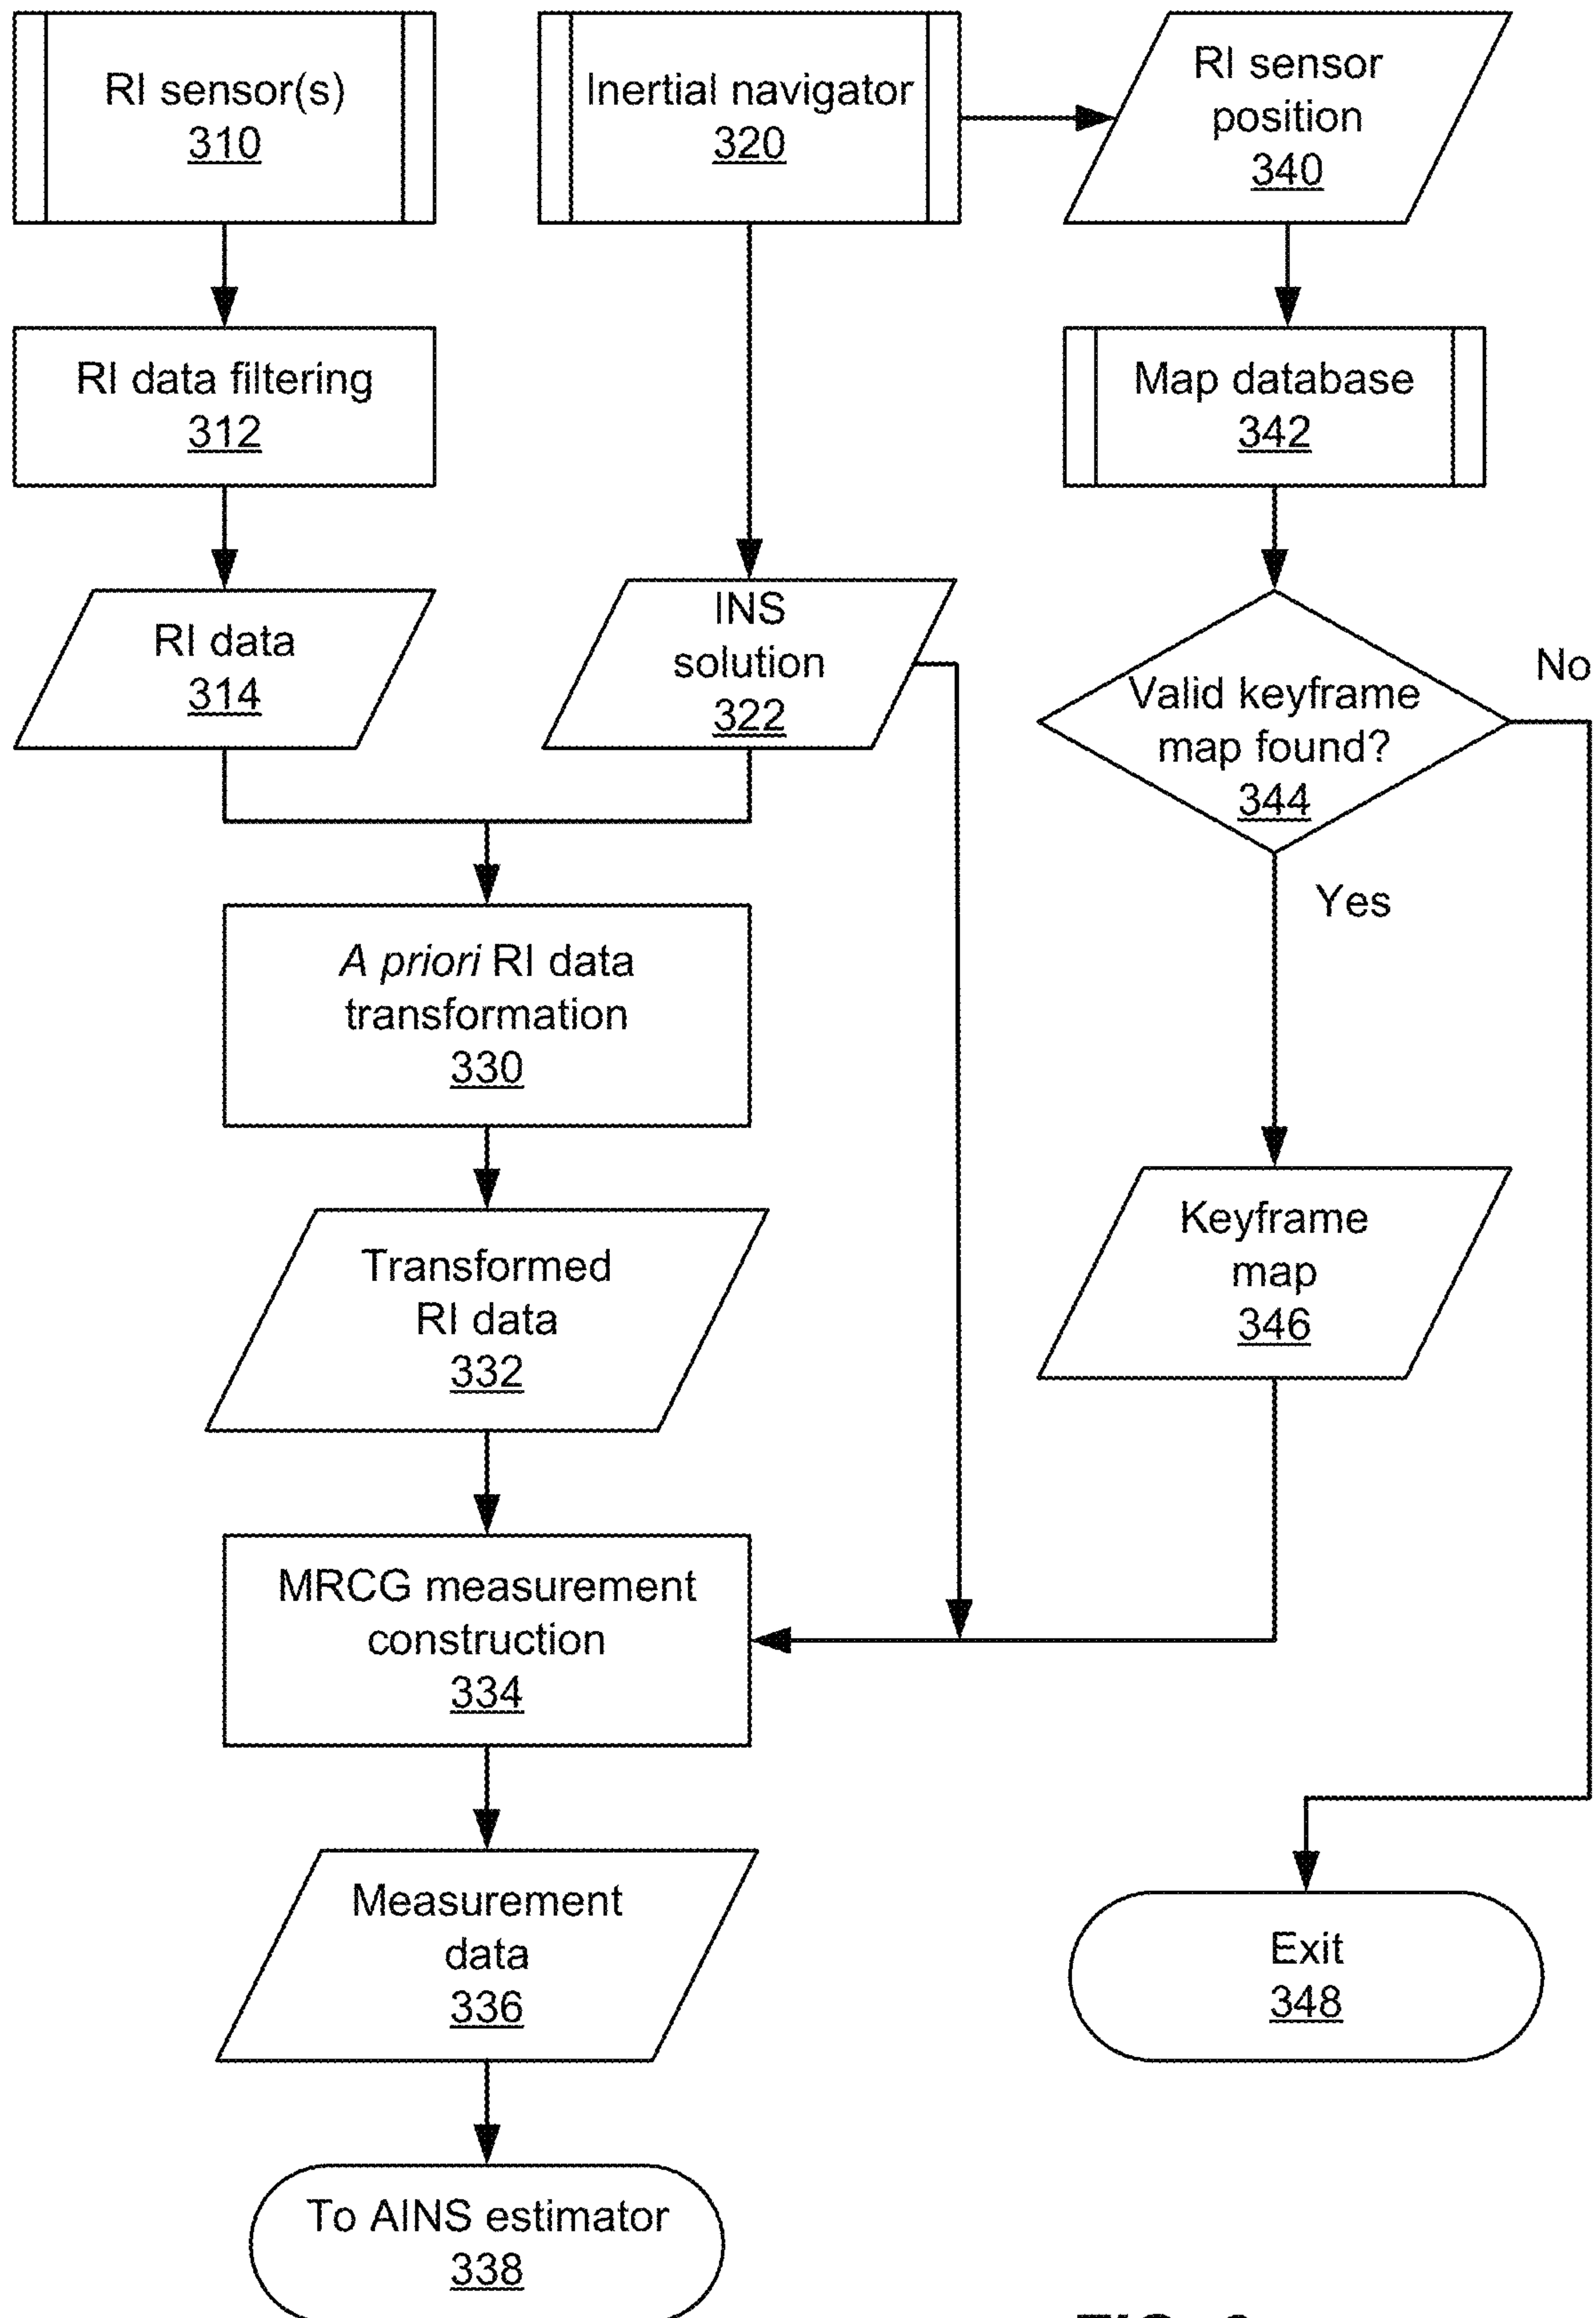 RI sensor(s)
310
Inertial navigator
320
RI sensor
position
340
RI data filtering
312
Map database
342
RI data
314
INS
solution
322
Valid keyframe
map found?
344
No
Yes
A priori RI data
transformation
330
Transformed
RI data
332
Keyframe
map
346
MRCG measurement
construction
334
Measurement
data
336
Exit
348
To AINS estimator
338